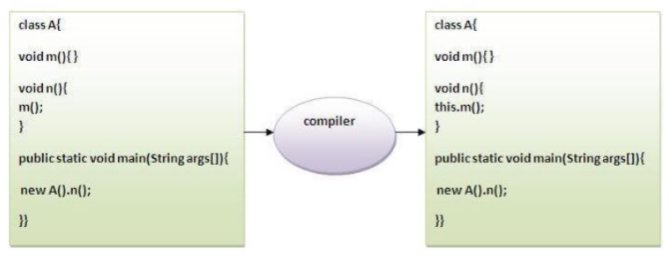 class A{
void m(){}
void n(){
m();
}
public static void main(String args[]){
new A().n();
}}
compiler
class A{
void m(){}
void n(){
this.m();
}
public static void main(String args[]){
new A().n();
}}